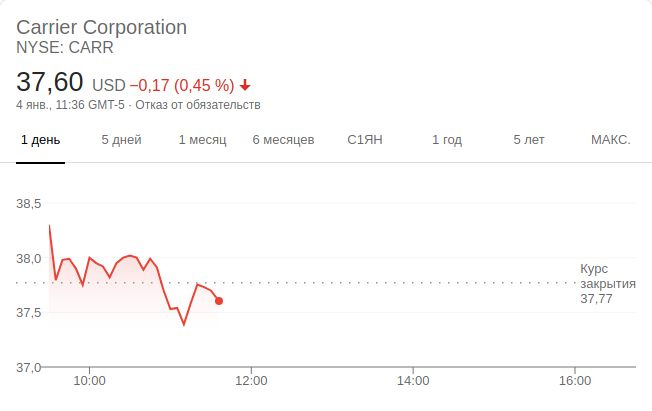 Carrier Corporation
NYSE: CARR
37,60 USD −0,17 (0,45 %)
4 янв., 11:36 GMT-5 · Отказ от обязательств
1 день 5 дней 1 месяц 6 месяцев С1ЯН 1 год 5 лет МАКС.
38,5
38,0
Курс
закрытия
37,77
37,5
37,0
10:00 12:00 14:00 16:00